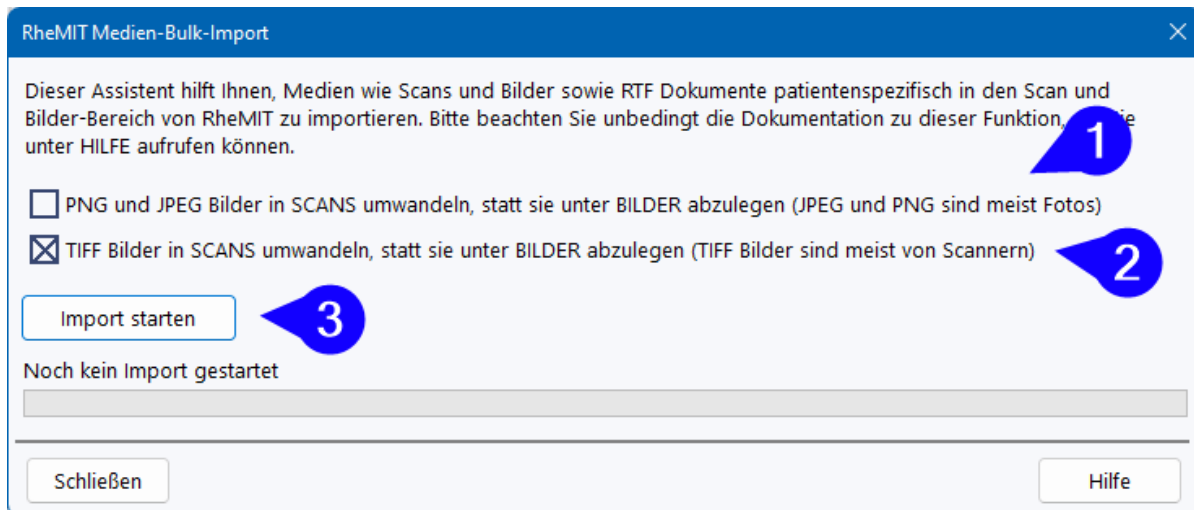 RheMIT Medien-Bulk-Import
Dieser Assistent hilft Ihnen, Medien wie Scans und Bilder sowie RTF Dokumente patientenspezifisch in den Scan und
Bilder-Bereich von RheMIT zu importieren. Bitte beachten Sie unbedingt die Dokumentation zu dieser Funktion,
unter HILFE aufrufen können.
1
PNG und JPEG Bilder in SCANS umwandeln, statt sie unter BILDER abzulegen (JPEG und PNG sind meist Fotos)
TIFF Bilder in SCANS umwandeln, statt sie unter BILDER abzulegen (TIFF Bilder sind meist von Scannern)
2
Import starten
3
Noch kein Import gestartet
Schließen
Hilfe